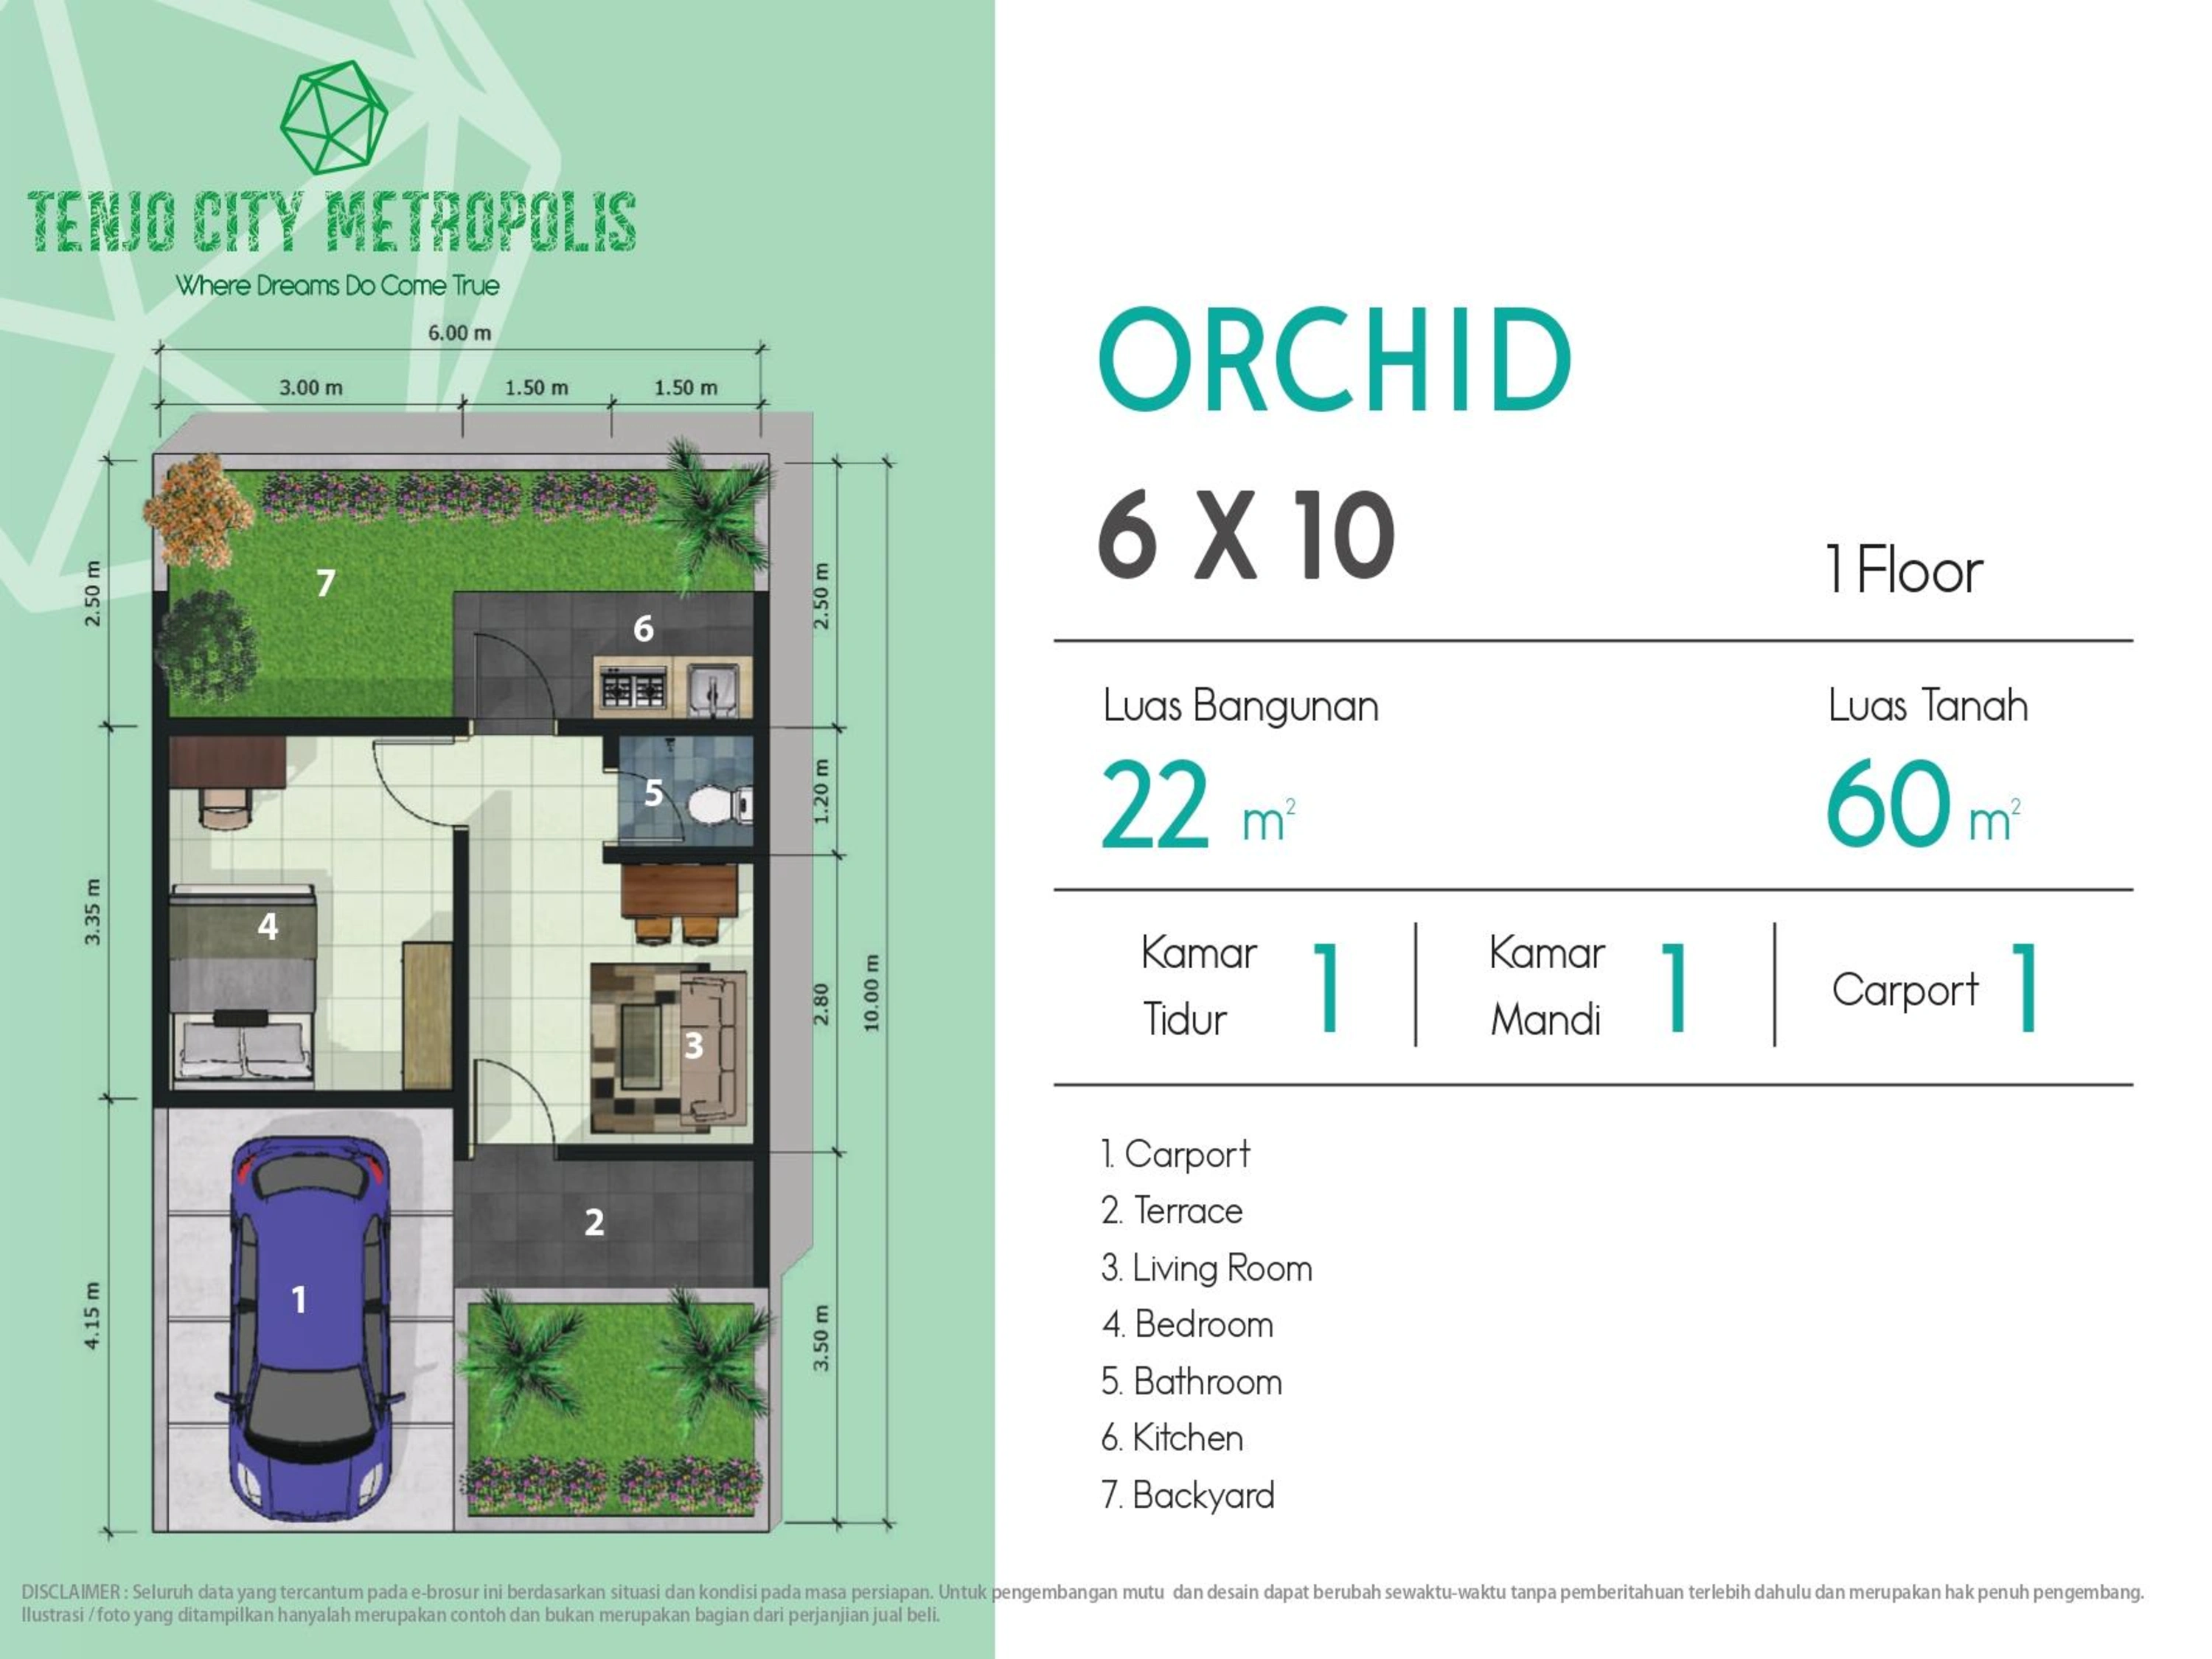 TENJO CITY METROPOLIS
Where Dreams Do Come True
6.00 m
3.00 m
1.50 m
1.50 m
2.50 m
3.35 m
4.15 m
2.50 m
1.20 m
2.80
3.50 m
10.00 m
7
6
5
4
3
2
1
ORCHID
6 X 10
1 Floor
Luas Bangunan
22 m²
Luas Tanah
60 m²
Kamar
Tidur
1
Kamar
Mandi
1
Carport 1
1. Carport
2. Terrace
3. Living Room
4. Bedroom
5. Bathroom
6. Kitchen
7. Backyard
DISCLAIMER : Seluruh data yang tercantum pada e-brosur ini berdasarkan situasi dan kondisi pada masa persiapan. Untuk pengembangan mutu dan desain dapat berubah sewaktu-waktu tanpa pemberitahuan terlebih dahulu dan merupakan hak penuh pengembang.
Ilustrasi / foto yang ditampilkan hanyalah merupakan contoh dan bukan merupakan bagian dari perjanjian jual beli.